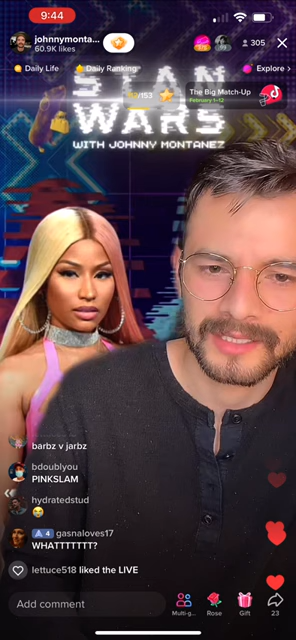 9:44
johnnymonta...
60.9K likes
305
Daily Life
Daily Ranking
Explore >
STAN
WARS
WITH JOHNNY MONTANEZ
/153
The Big Match-Up
February 1-12
barbz v jarbz
bdoublyou
PINKSLAM
hydratedstud
😭
4 gasnaloves17
WHATTTTTTT?
lettuce518 liked the LIVE
Add comment
Multi-g...
Rose
Gift
23